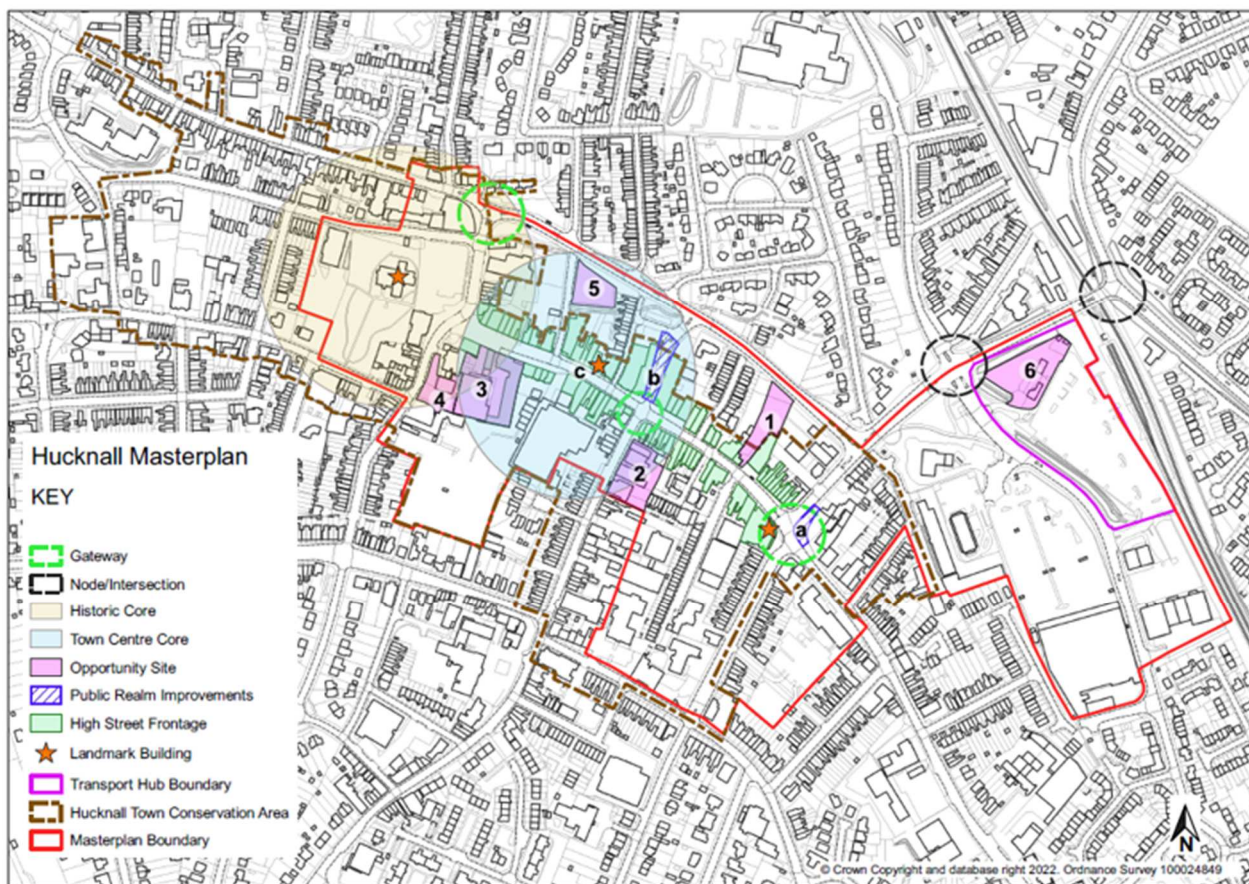 5
c
b
3
4
1
2
a
6
Hucknall Masterplan
KEY
Gateway
Node/Intersection
Historic Core
Town Centre Core
Opportunity Site
Public Realm Improvements
High Street Frontage
Landmark Building
Transport Hub Boundary
Hucknall Town Conservation Area
Masterplan Boundary
N
© Crown Copyright and database right 2022. Ordnance Survey 100024849